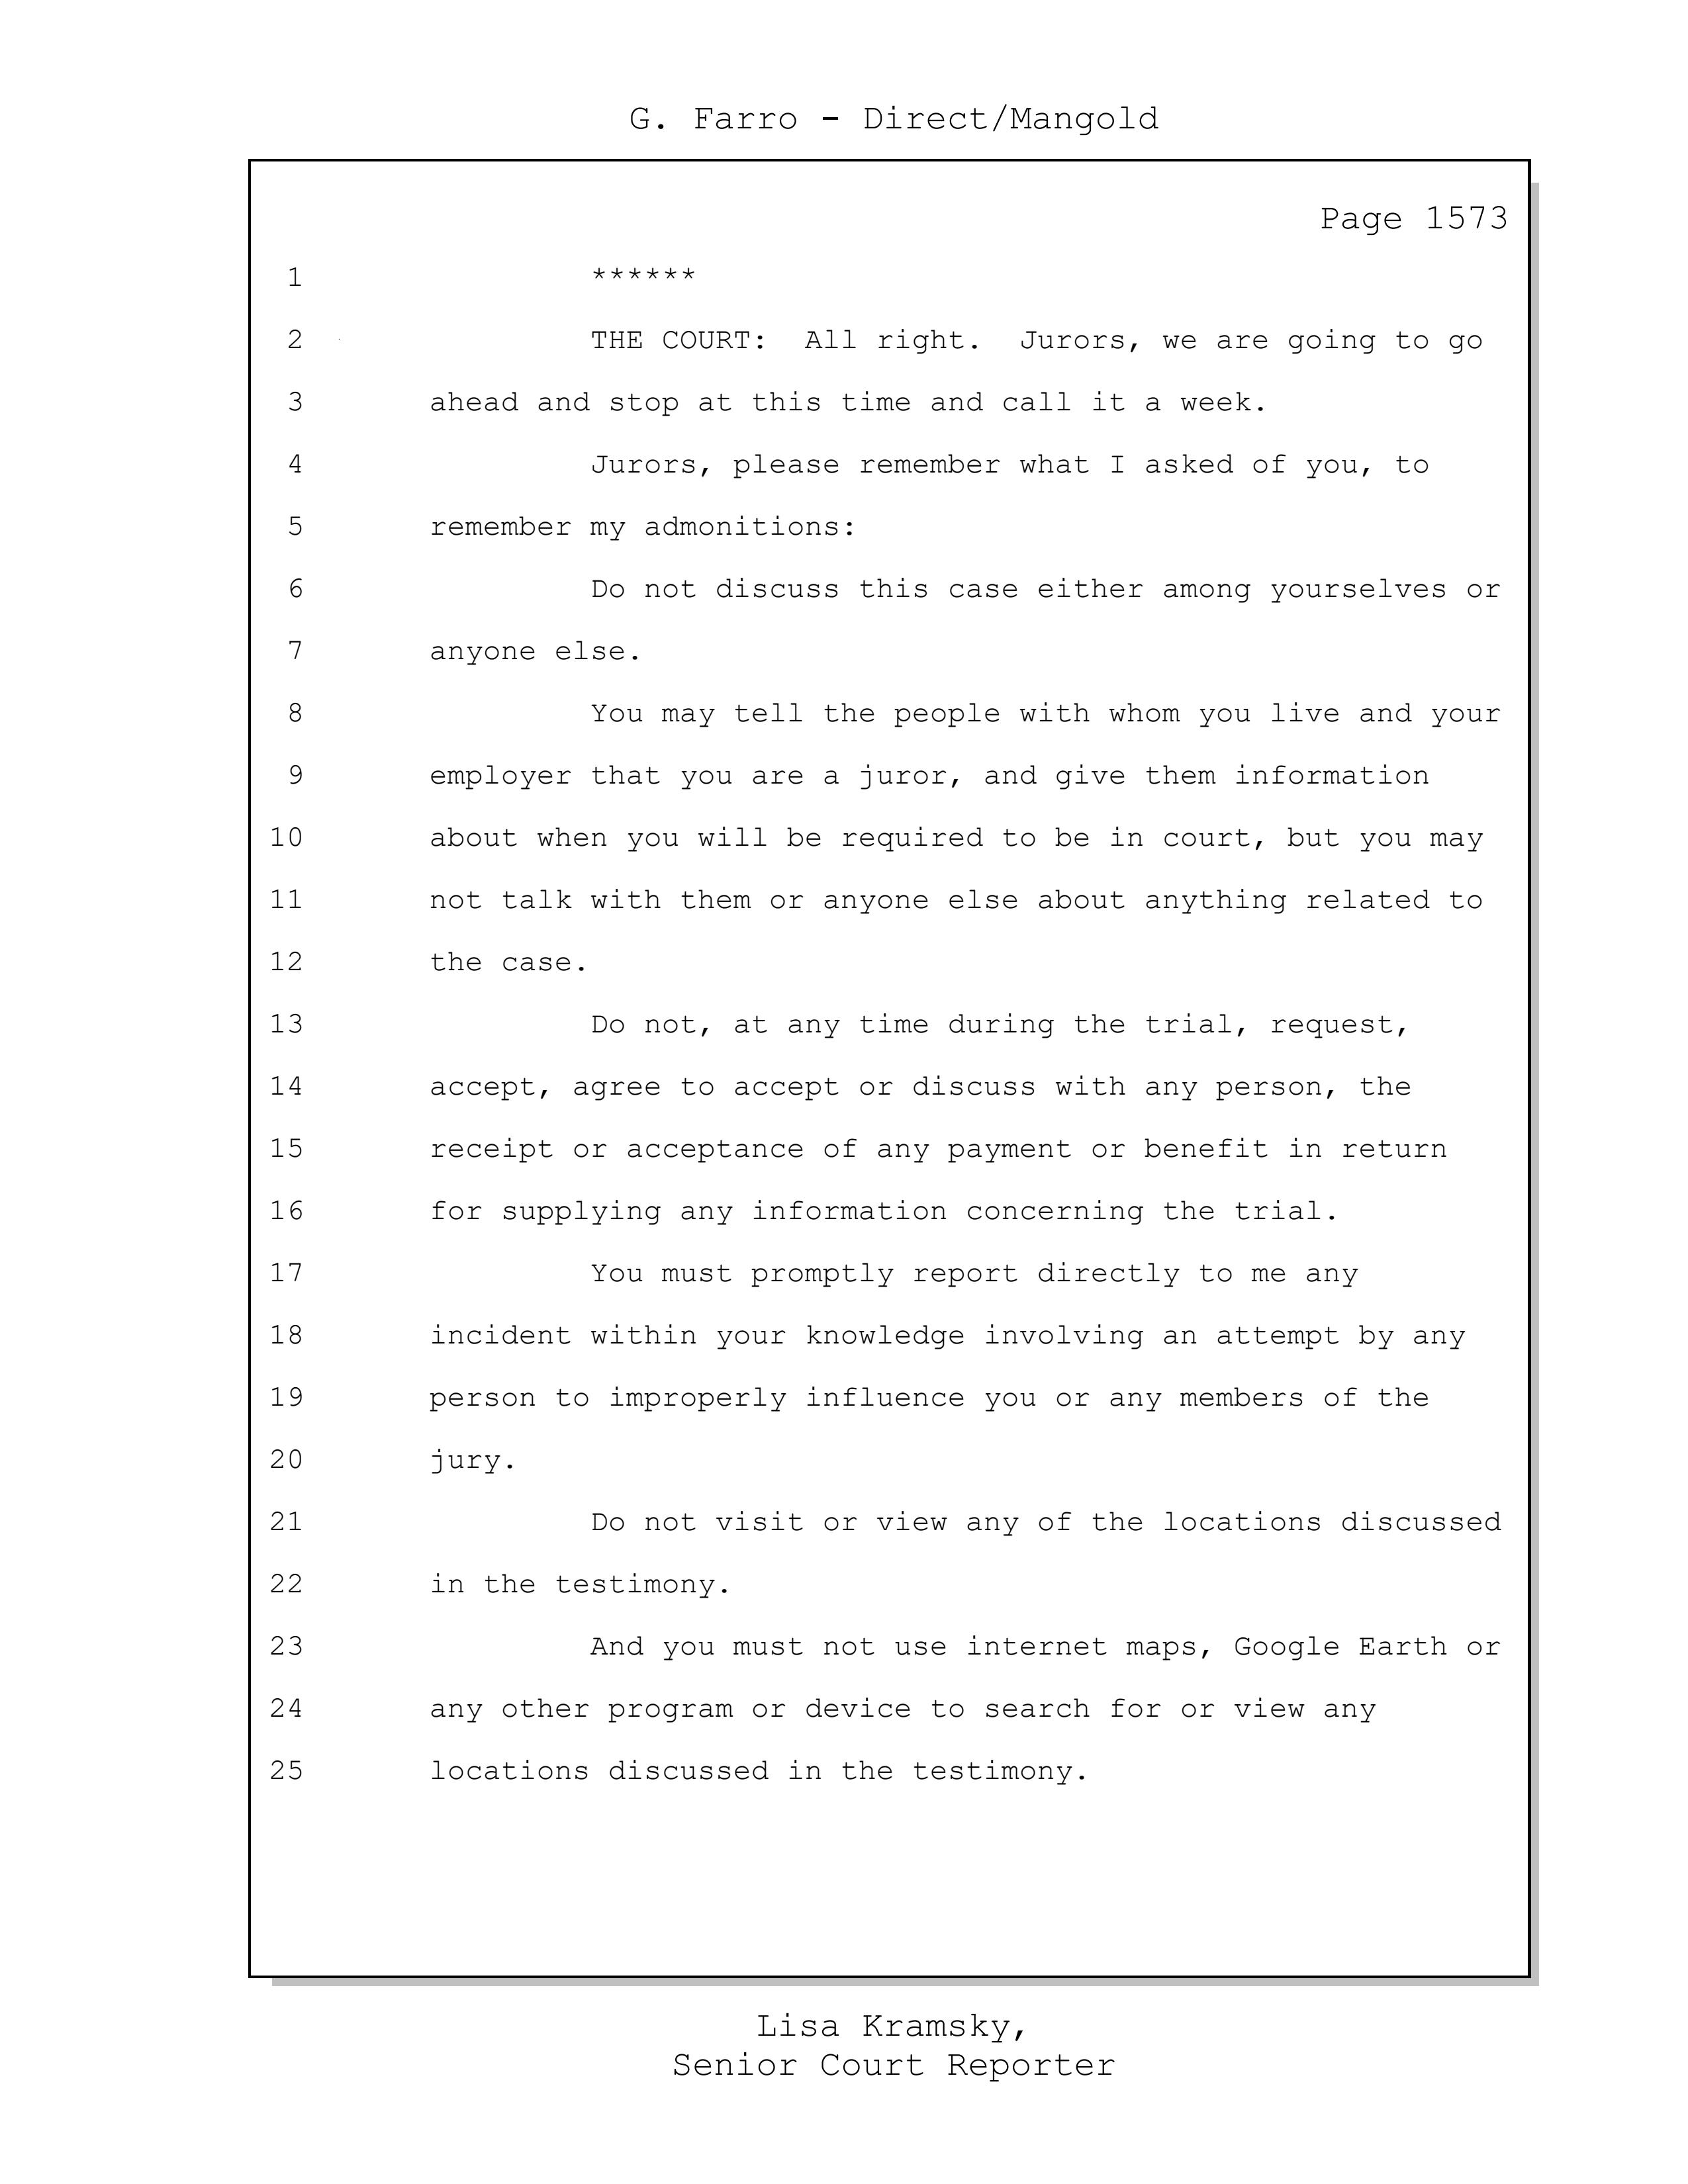 G. Farro - Direct/Mangold
Page 1573
1 ******
2 THE COURT: All right. Jurors, we are going to go
3 ahead and stop at this time and call it a week.
4 Jurors, please remember what I asked of you, to
5 remember my admonitions:
6 Do not discuss this case either among yourselves or
7 anyone else.
8 You may tell the people with whom you live and your
9 employer that you are a juror, and give them information
10 about when you will be required to be in court, but you may
11 not talk with them or anyone else about anything related to
12 the case.
13 Do not, at any time during the trial, request,
14 accept, agree to accept or discuss with any person, the
15 receipt or acceptance of any payment or benefit in return
16 for supplying any information concerning the trial.
17 You must promptly report directly to me any
18 incident within your knowledge involving an attempt by any
19 person to improperly influence you or any members of the
20 jury.
21 Do not visit or view any of the locations discussed
22 in the testimony.
23 And you must not use internet maps, Google Earth or
24 any other program or device to search for or view any
25 locations discussed in the testimony.
Lisa Kramsky,
Senior Court Reporter